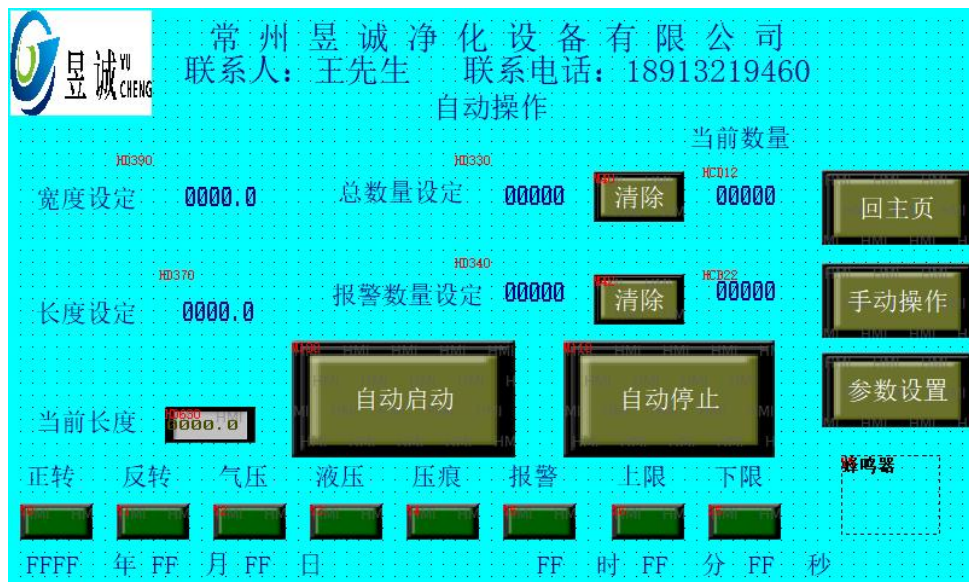 常州昱诚净化设备有限公司
昱诚 YU CHENG
联系人：王先生 联系电话：18913219460
自动操作
当前数量
HD390 HD330 HCD12
宽度设定 0000.0 总数量设定 00000 清除 00000 回主页
HD370 HD340 HCD22
长度设定 0000.0 报警数量设定 00000 清除 00000 手动操作
自动启动 自动停止 参数设置
当前长度 0000.0
正转 反转 气压 液压 压痕 报警 上限 下限 蜂鸣器
FFFF 年 FF 月 FF 日 FF 时 FF 分 FF 秒